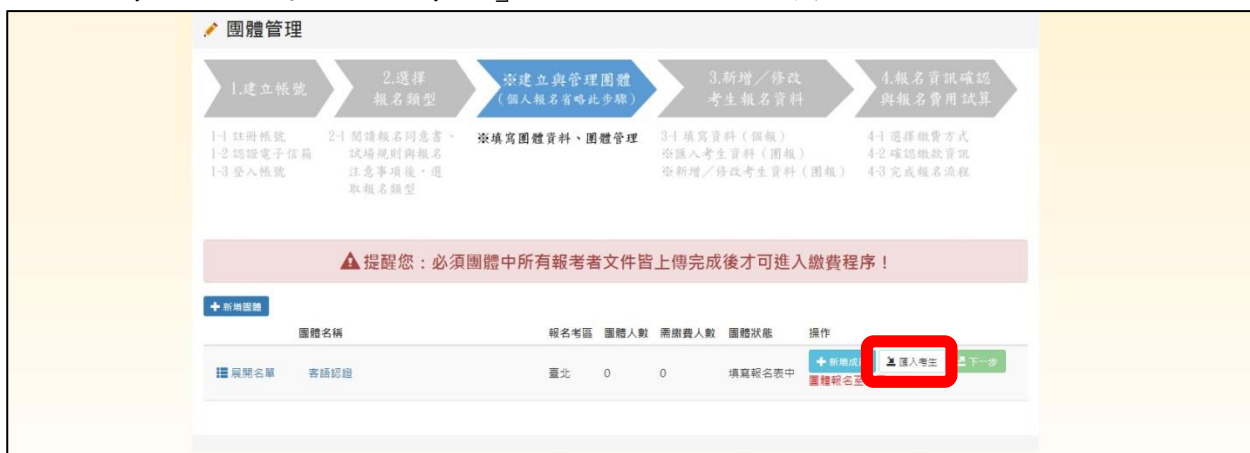 團體管理
1.建立帳號
2.選擇
報名類型
※建立與管理團體
(個人報名省略此步驟)
3.新增／修改
考生報名資料
4.報名資訊確認
與報名費用試算
1-1 註冊帳號
1-2 認證電子信箱
1-3 登入帳號
2-1 閱讀報名同意書、
試場規則與報名
注意事項後，選
取報名類型
※填寫團體資料、團體管理
3-1 填寫資料（個報）
※匯入考生資料（團報）
※新增／修改考生資料（團報）
4-1 選擇繳費方式
4-2 確認繳款資訊
4-3 完成報名流程
提醒您：必須團體中所有報考者文件皆上傳完成後才可進入繳費程序！
新增團體
團體名稱 報名考區 團體人數 需繳費人數 團體狀態 操作
展開名單 客語認證 臺北 0 0 填寫報名表中 新增成 匯入考生 下一步
團體報名至